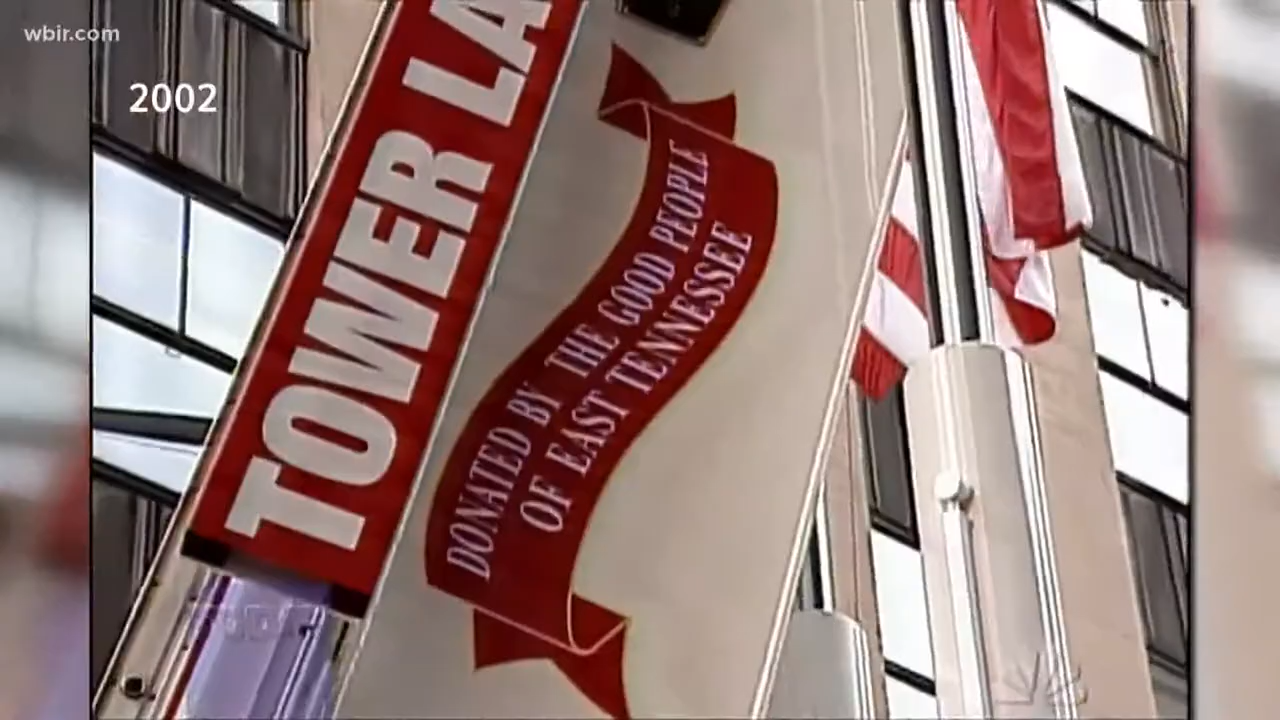 wbir.com
2002
TOWER LA
DONATED BY THE GOOD PEOPLE
OF EAST TENNESSEE